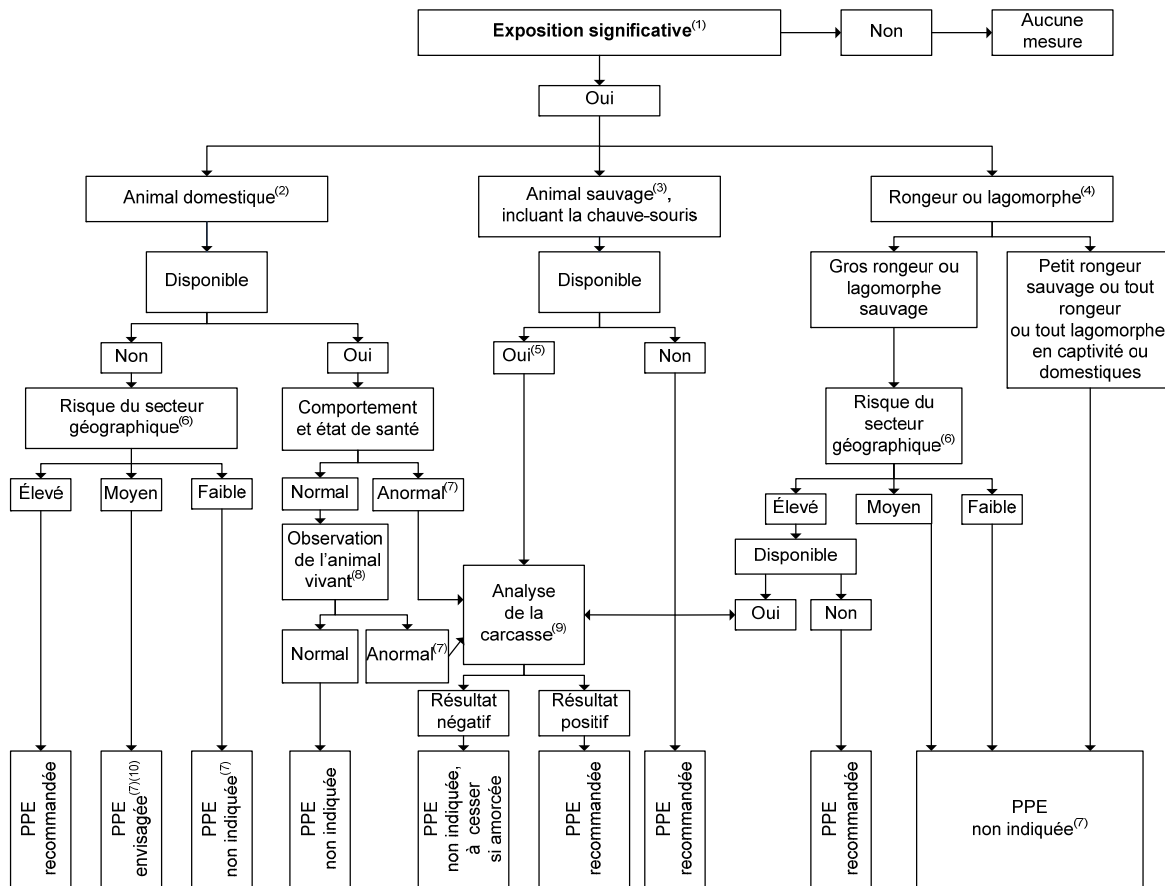 Exposition significative(1)
Non
Aucune
mesure
Oui
Animal domestique(2)
Animal sauvage(3),
incluant la chauve-souris
Rongeur ou lagomorphe(4)
Disponible
Disponible
Gros rongeur ou
lagomorphe
sauvage
Petit rongeur
sauvage ou tout
rongeur
ou tout lagomorphe
en captivité ou
domestiques
Non
Oui
Oui(5)
Non
Risque du secteur
géographique(6)
Comportement
et état de santé
Risque du
secteur
géographique(6)
Élevé
Moyen
Faible
Normal
Anormal(7)
Élevé
Moyen
Faible
Observation
de l'animal
vivant(8)
Disponible
Analyse
de la
carcasse(9)
Oui
Non
Normal
Anormal(7)
Résultat
négatif
Résultat
positif
PPE
recommandée
PPE
envisagée(7)(10)
PPE
non indiquée(7)
PPE
non indiquée
PPE
non indiquée,
à cesser
si amorcée
PPE
recommandée
PPE
recommandée
PPE
recommandée
PPE
non indiquée(7)